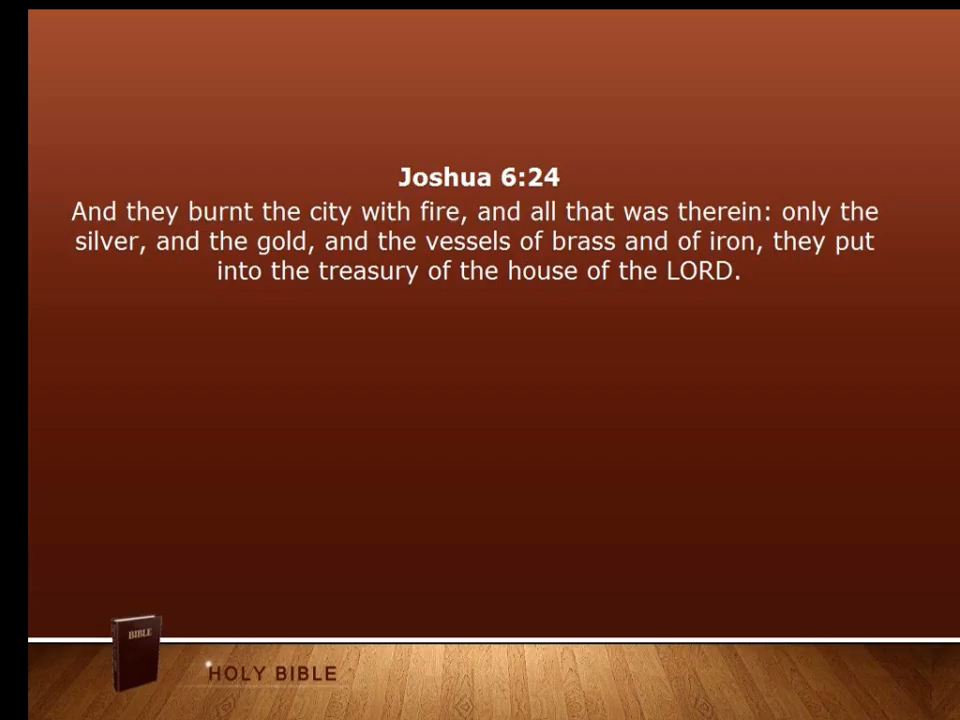 Joshua 6:24
And they burnt the city with fire, and all that was therein: only the
silver, and the gold, and the vessels of brass and of iron, they put
into the treasury of the house of the LORD.
BIBLE
HOLY BIBLE